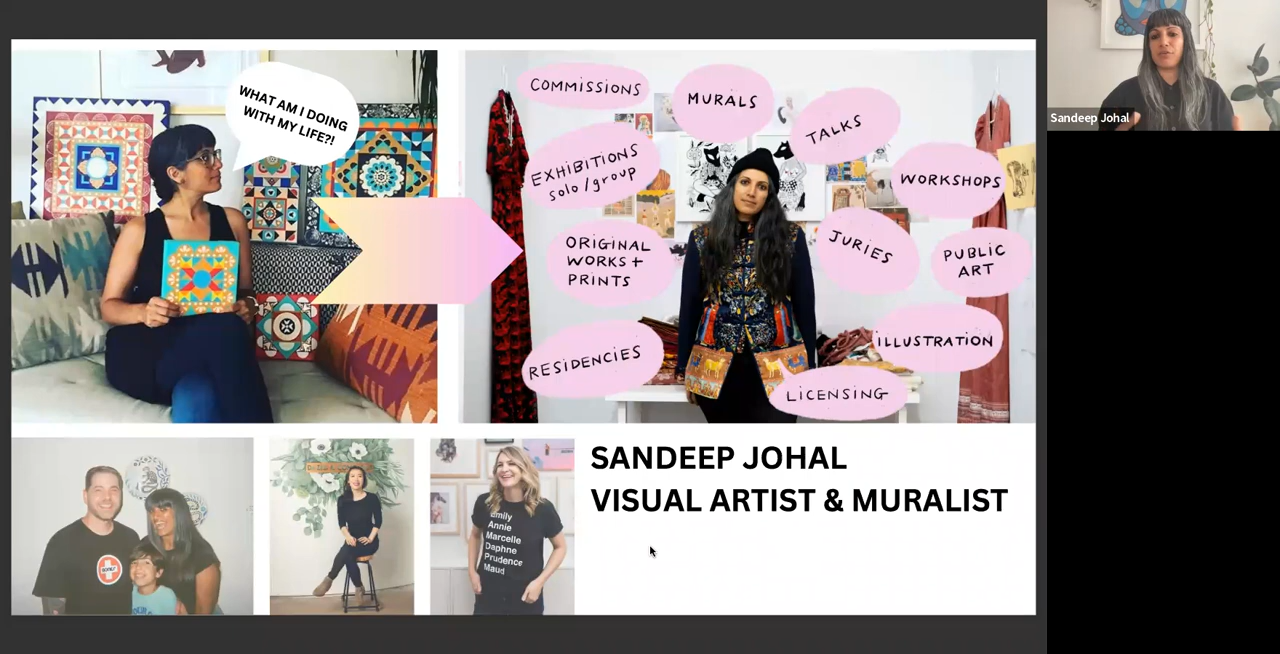 WHAT AM I DOING
WITH MY LIFE?!
COMMISSIONS
MURALS
TALKS
EXHIBITIONS
solo/group
WORKSHOPS
ORIGINAL
WORKS +
PRINTS
JURIES
PUBLIC
ART
RESIDENCIES
ILLUSTRATION
LICENSING
SANDEEP JOHAL
VISUAL ARTIST & MURALIST
Emily
Annie
Marcelle
Daphne
Prudence
Maud
Sandeep Johal